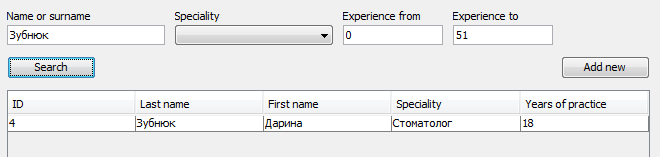 Name or surname Speciality Experience from Experience to
Зубнюк 0 51
Search Add new
ID Last name First name Speciality Years of practice
4 Зубнюк Дарина Стоматолог 18